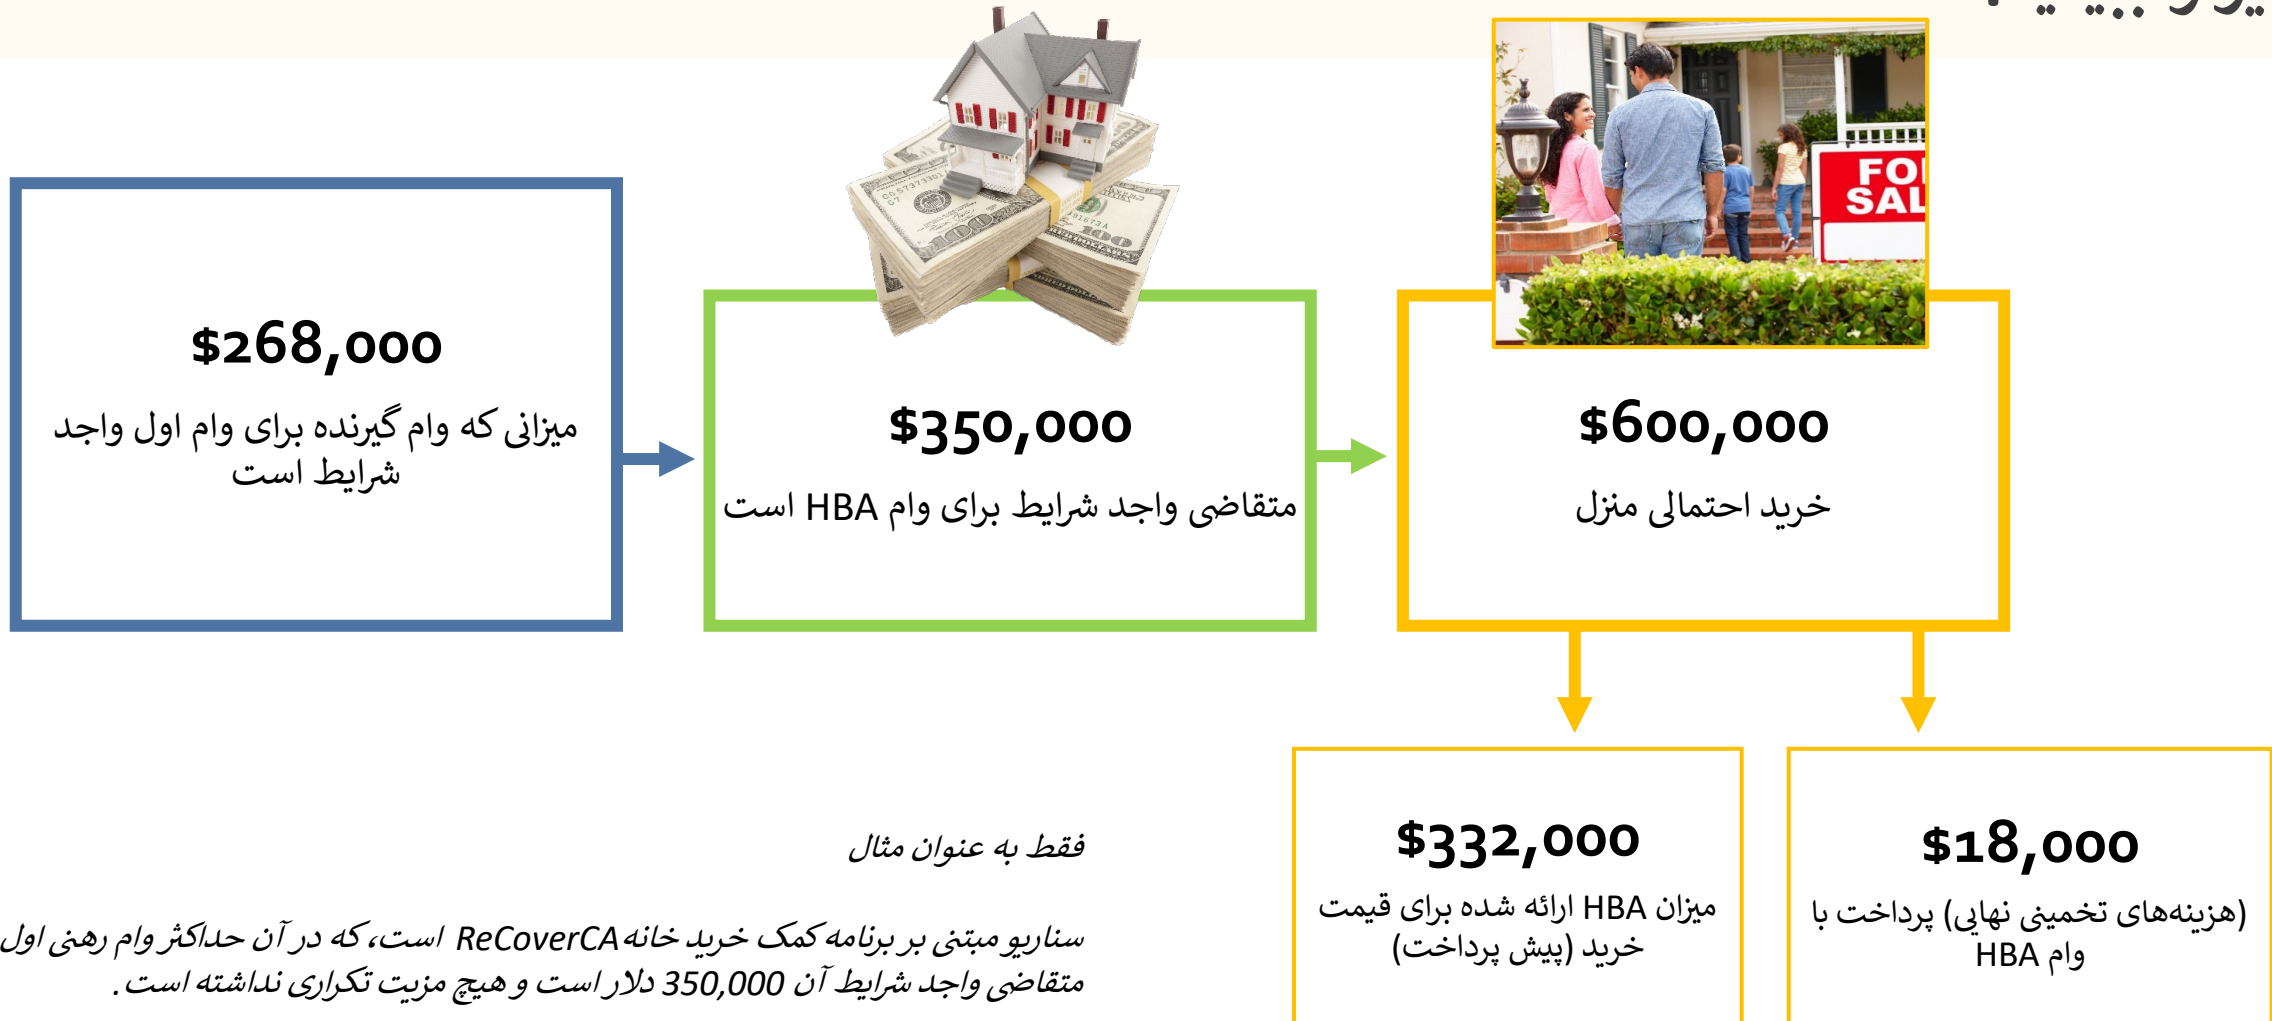 $268,000
میزانی که وام گیرنده برای وام اول واجد
شرایط است
$350,000
متقاضی واجد شرایط برای وام HBA است
FO
SAL
$600,000
خرید احتمالی منزل
$332,000
میزان HBA ارائه شده برای قیمت
خرید (پیش پرداخت)
$18,000
(هزینه‌های تخمینی نهایی) پرداخت با
وام HBA
فقط به عنوان مثال
سناریو مبتنی بر برنامه کمک خرید خانه ReCoverCA است، که در آن حداکثر وام رهنی اول
متقاضی واجد شرایط آن 350,000 دلار است و هیچ مزیت تکراری نداشته است.